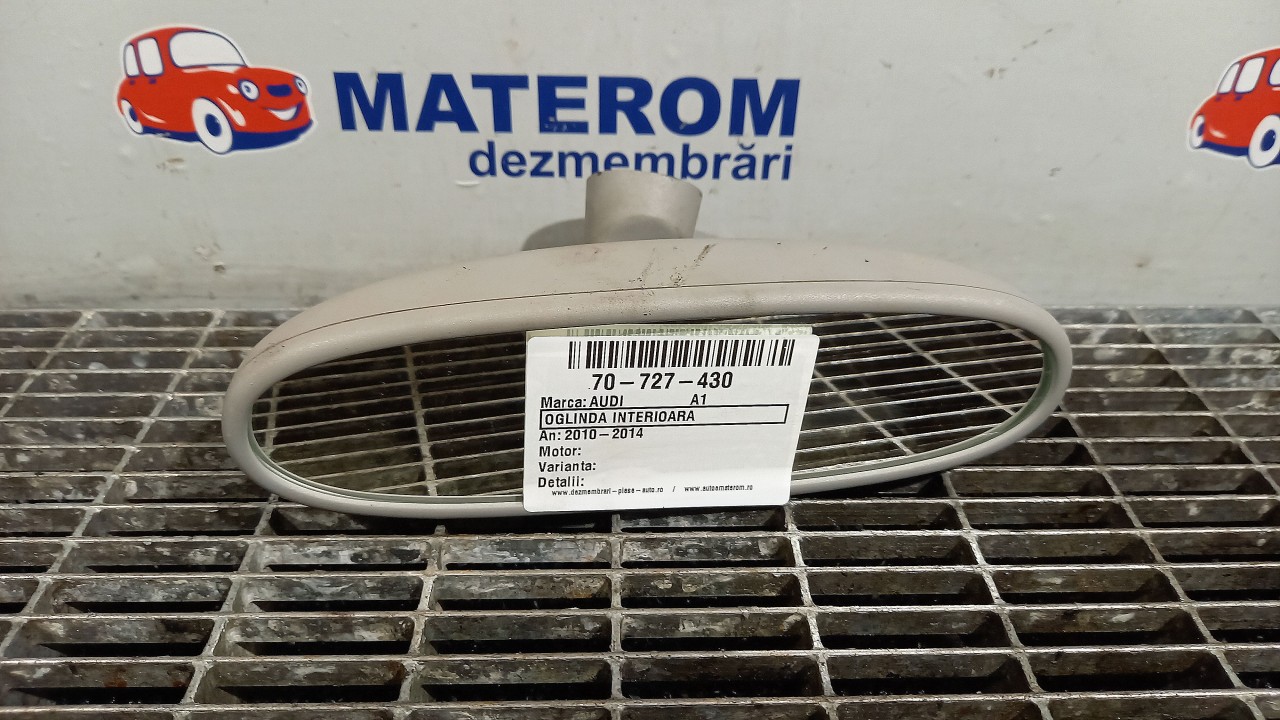 MATEROM
dezmembrări
70-727-430
Marca: AUDI A1
OGLINDA INTERIOARA
An: 2010-2014
Motor:
Varianta:
Detalii:
www.dezmembrari-piese-auto.ro / www.autoematerom.ro